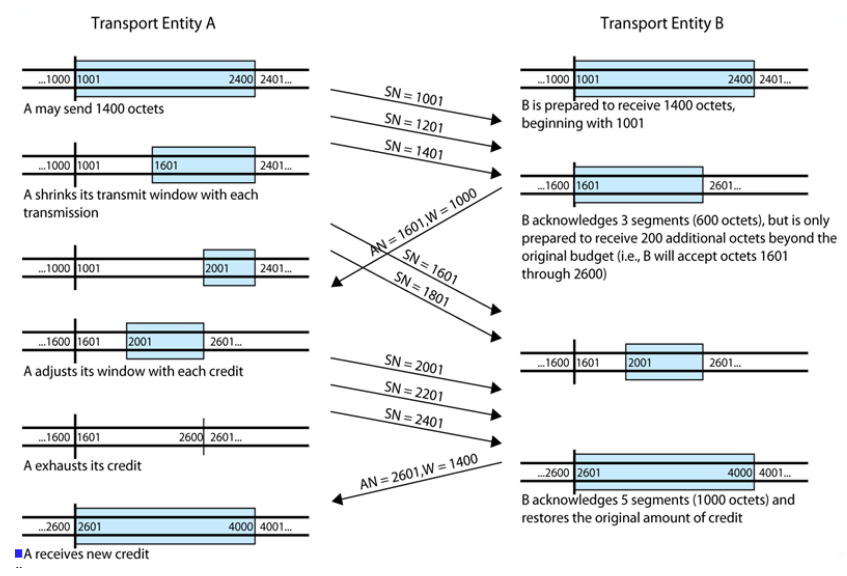 Transport Entity A
Transport Entity B
...1000 1001 2400 2401...
A may send 1400 octets
...1000 1001 2400 2401...
B is prepared to receive 1400 octets,
beginning with 1001
SN = 1001
SN = 1201
SN = 1401
...1000 1001 1601 2401...
A shrinks its transmit window with each
transmission
...1600 1601 2601...
B acknowledges 3 segments (600 octets), but is only
prepared to receive 200 additional octets beyond the
original budget (i.e., B will accept octets 1601
through 2600)
AN = 1601,W = 1000
SN = 1601
SN = 1801
...1000 1001 2001 2401...
...1600 1601 2001 2601...
A adjusts its window with each credit
...1600 1601 2001 2601...
SN = 2001
SN = 2201
SN = 2401
...1600 1601 2600 2601...
A exhausts its credit
AN = 2601,W = 1400
...2600 2601 4000 4001...
B acknowledges 5 segments (1000 octets) and
restores the original amount of credit
...2600 2601 4000 4001...
A receives new credit